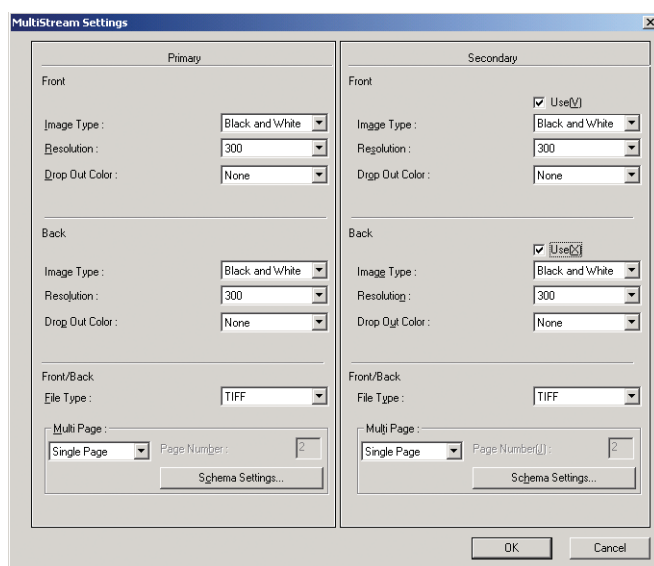 MultiStream Settings
Primary
Front
Image Type :
Black and White
Resolution :
300
Drop Out Color :
None
Back
Image Type :
Black and White
Resolution :
300
Drop Out Color :
None
Front/Back
File Type :
TIFF
Multi Page :
Single Page
Page Number :
2
Schema Settings...
Secondary
Front
Use(V)
Image Type :
Black and White
Resolution :
300
Drop Out Color :
None
Back
Use(X)
Image Type :
Black and White
Resolution :
300
Drop Out Color :
None
Front/Back
File Type :
TIFF
Multi Page :
Single Page
Page Number(J) :
2
Schema Settings...
OK
Cancel